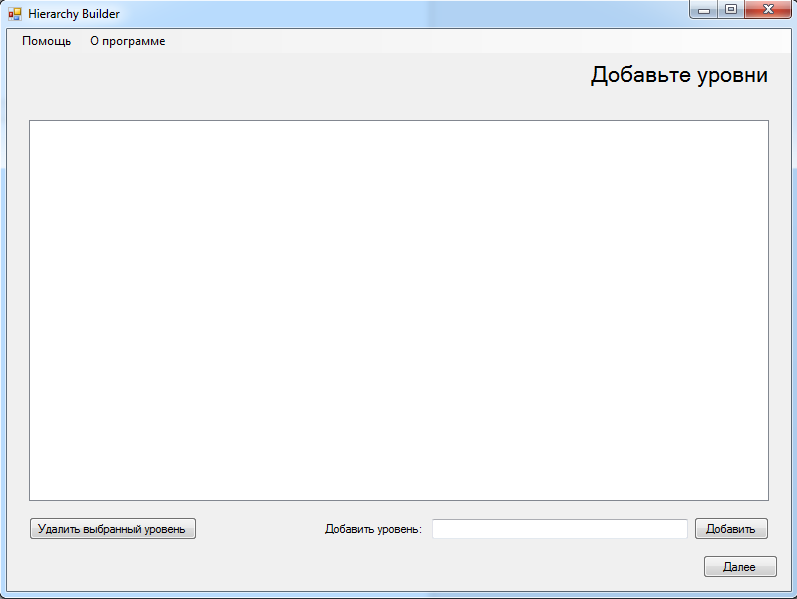 Hierarchy Builder
Помощь О программе
Добавьте уровни
Удалить выбранный уровень Добавить уровень: Добавить
Далее